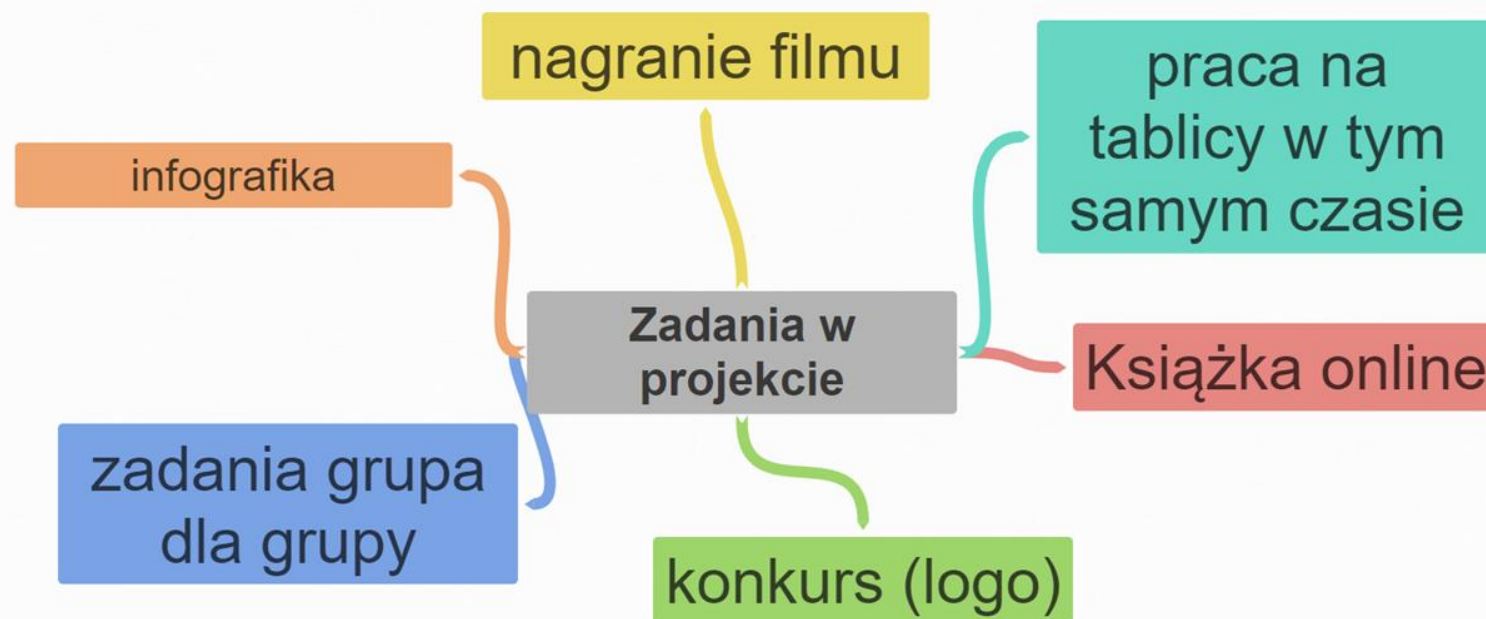 nagranie filmu
praca na
tablicy w tym
samym czasie
infografika
Zadania w
projekcie
Książka online
zadania grupa
dla grupy
konkurs (logo)